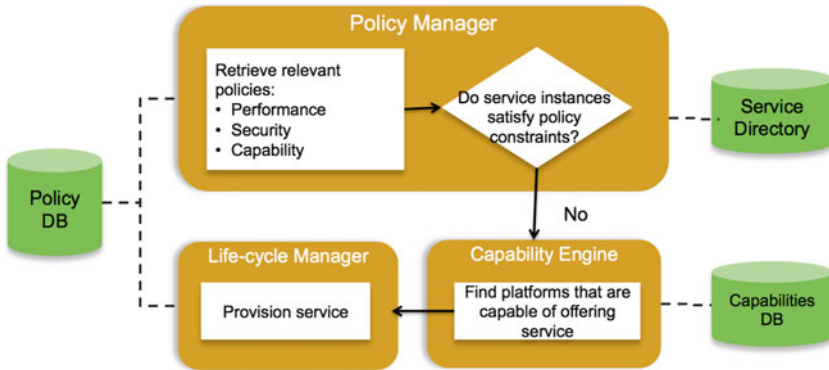 Policy Manager
Retrieve relevant
policies:
• Performance
• Security
• Capability
Do service instances
satisfy policy
constraints?
Service
Directory
Policy
DB
No
Life-cycle Manager
Provision service
Capability Engine
Find platforms that are
capable of offering
service
Capabilities
DB